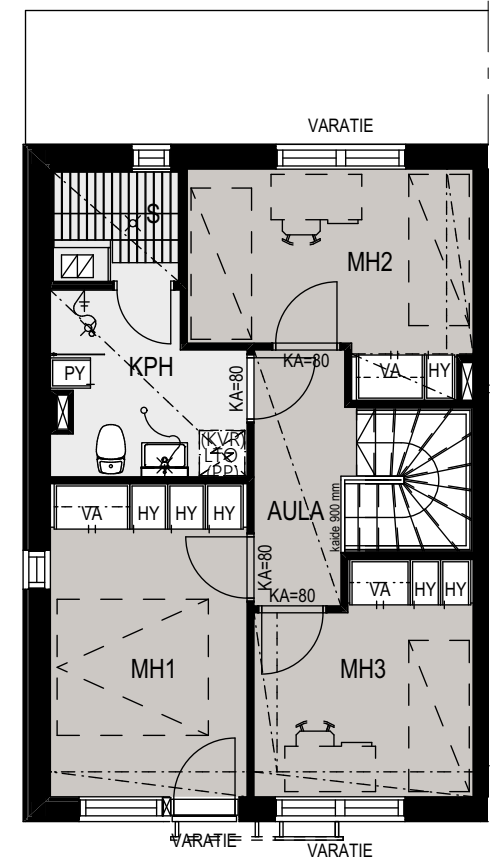 VARATIE
S
MH2
KPH
KA=80
PY
KA=80
VA HY
(KVR)
LTO
(PP)
VA HY HY HY
AULA
kaide 900 mm
KA=80
KA=80
VA HY HY
MH1
MH3
VARATIE
VARATIE